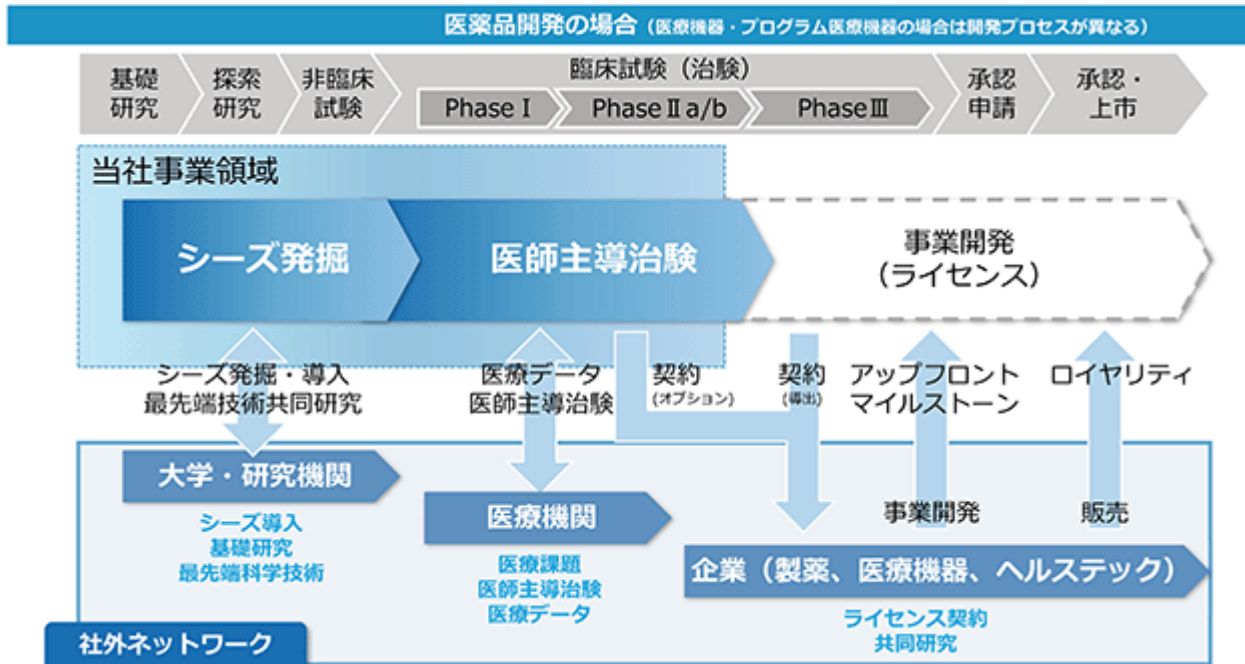 医薬品開発の場合（医療機器・プログラム医療機器の場合は開発プロセスが異なる）
基礎
研究
探索
研究
非臨床
試験
臨床試験（治験）
Phase Ⅰ
Phase Ⅱ a/b
Phase Ⅲ
承認
申請
承認・
上市
当社事業領域
シーズ発掘
医師主導治験
事業開発
（ライセンス）
シーズ発掘・導入
最先端技術共同研究
医療データ
医師主導治験
契約
（オプション）
契約
（導出）
アップフロント
マイルストーン
ロイヤリティ
大学・研究機関
シーズ導入
基礎研究
最先端科学技術
医療機関
医療課題
医師主導治験
医療データ
事業開発
販売
企業（製薬、医療機器、ヘルステック）
ライセンス契約
共同研究
社外ネットワーク